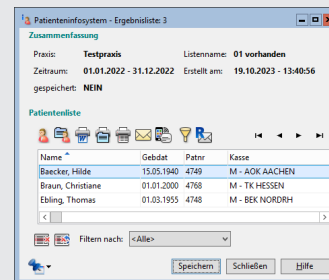 Patienteninfosystem - Ergebnisliste: 3
Zusammenfassung
Praxis: Testpraxis Listenname: 01 vorhanden
Zeitraum: 01.01.2022 - 31.12.2022 Erstellt am: 19.10.2023 - 13:40:56
gespeichert: NEIN
Patientenliste
Name Gebdat Patnr Kasse
Baecker, Hilde 15.05.1940 4749 M - AOK AACHEN
Braun, Christiane 01.01.2000 4768 M - TK HESSEN
Ebling, Thomas 01.03.1955 4748 M - BEK NORDRH
Filtern nach: <Alle>
Speichern Schließen Hilfe